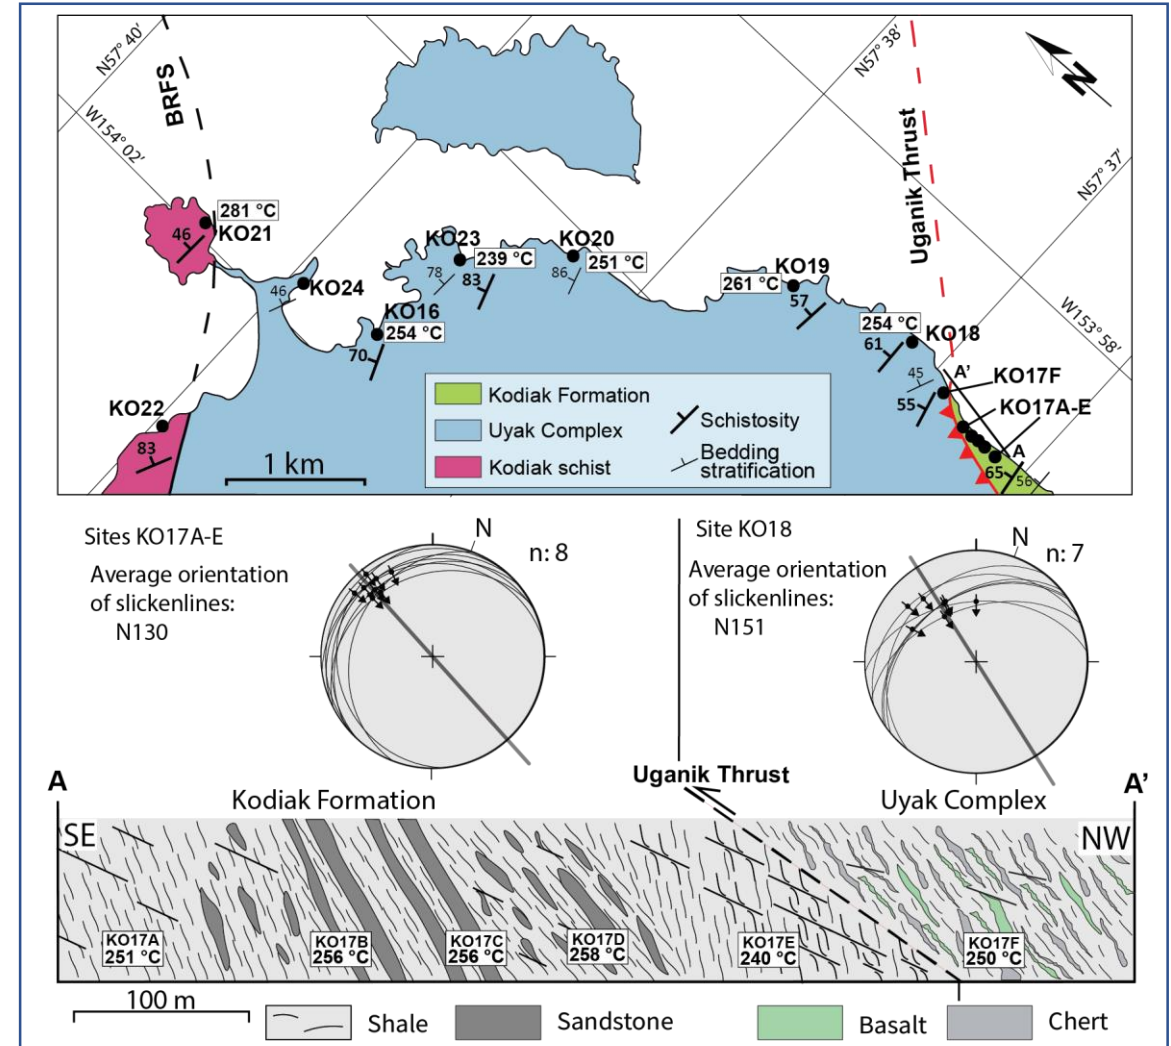 N57° 40'
BRFS
W154° 02'
N57° 38'
N
Uganik Thrust
N57° 37'
W153° 58'
281 °C
KO21
46
KO24
46
KO23
239 °C
78
83
KO20
251 °C
86
KO16
254 °C
70
KO19
261 °C
57
254 °C
KO18
61
45
55
A'
KO17F
KO17A-E
A
65
56
KO22
83
1 km
Kodiak Formation
Uyak Complex
Kodiak schist
Schistosity
Bedding
stratification
Sites KO17A-E
Average orientation
of slickenlines:
N130
N
n: 8
Site KO18
Average orientation
of slickenlines:
N151
N
n: 7
A
Kodiak Formation
Uganik Thrust
Uyak Complex
A'
SE
NW
KO17A
251 °C
KO17B
256 °C
KO17C
256 °C
KO17D
258 °C
KO17E
240 °C
KO17F
250 °C
100 m
Shale
Sandstone
Basalt
Chert